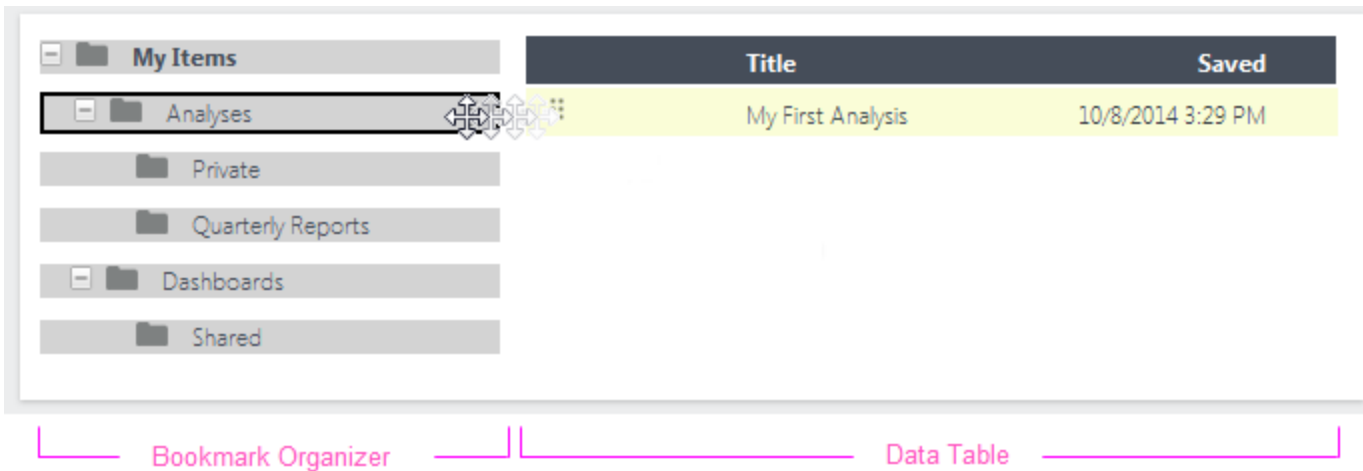 My Items
Title Saved
Analyses
My First Analysis 10/8/2014 3:29 PM
Private
Quarterly Reports
Dashboards
Shared
Bookmark Organizer
Data Table